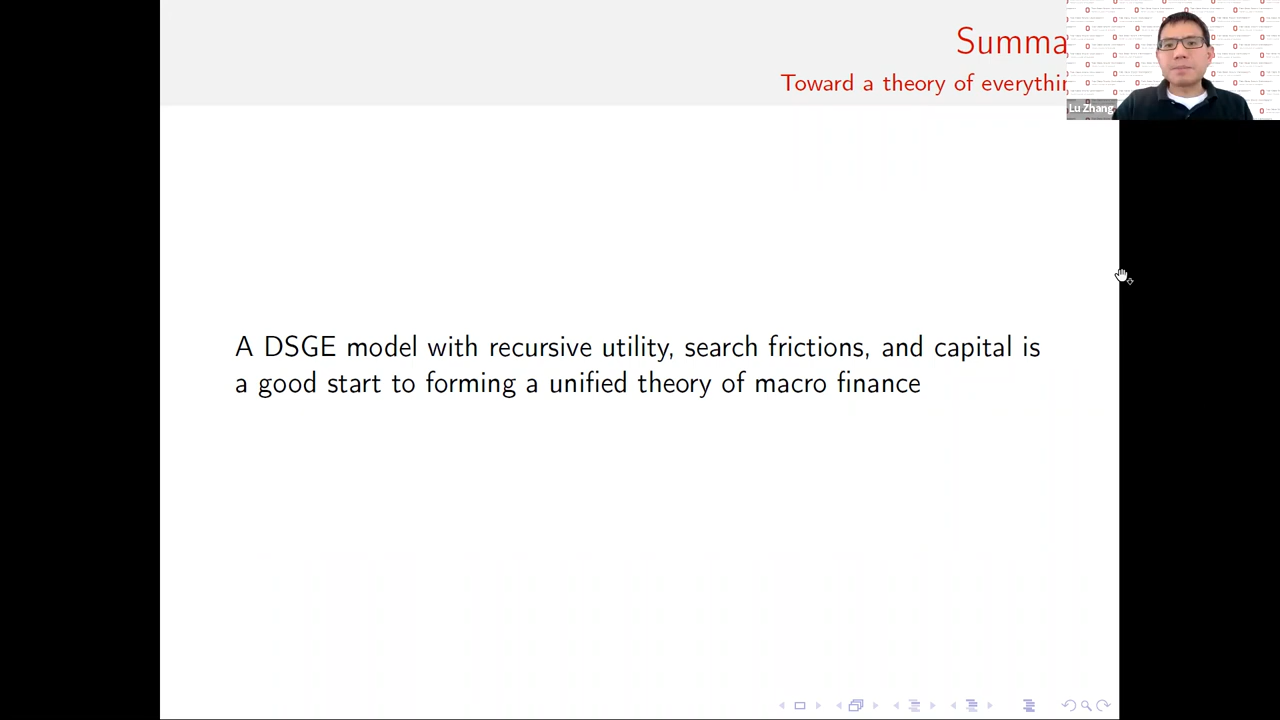 Summa
Toward a theory of everythi
Lu Zhang
A DSGE model with recursive utility, search frictions, and capital is
a good start to forming a unified theory of macro finance